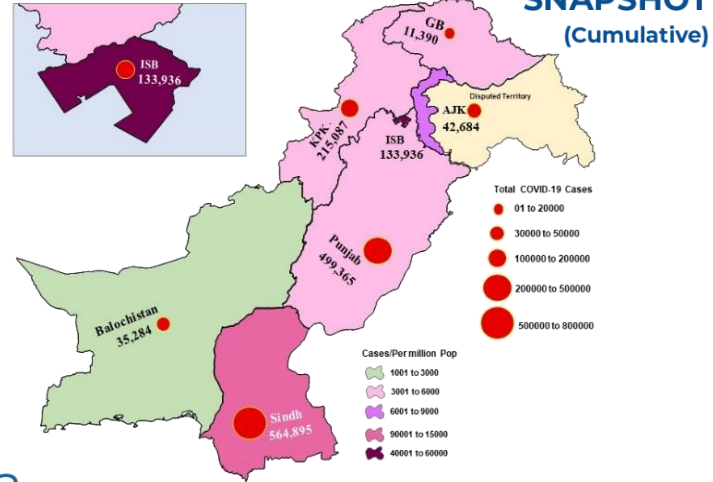 SNAPSHOT
(Cumulative)
GB
11,390
ISB
133,936
Disputed Territory
AJK
42,684
KPK
215,087
ISB
133,936
Total COVID-19 Cases
01 to 20000
30000 to 50000
100000 to 200000
200000 to 500000
500000 to 800000
Punjab
499,365
Balochistan
35,284
Cases/Per million Pop
1001 to 3000
3001 to 6000
6001 to 9000
90001 to 15000
40001 to 60000
Sindh
564,895